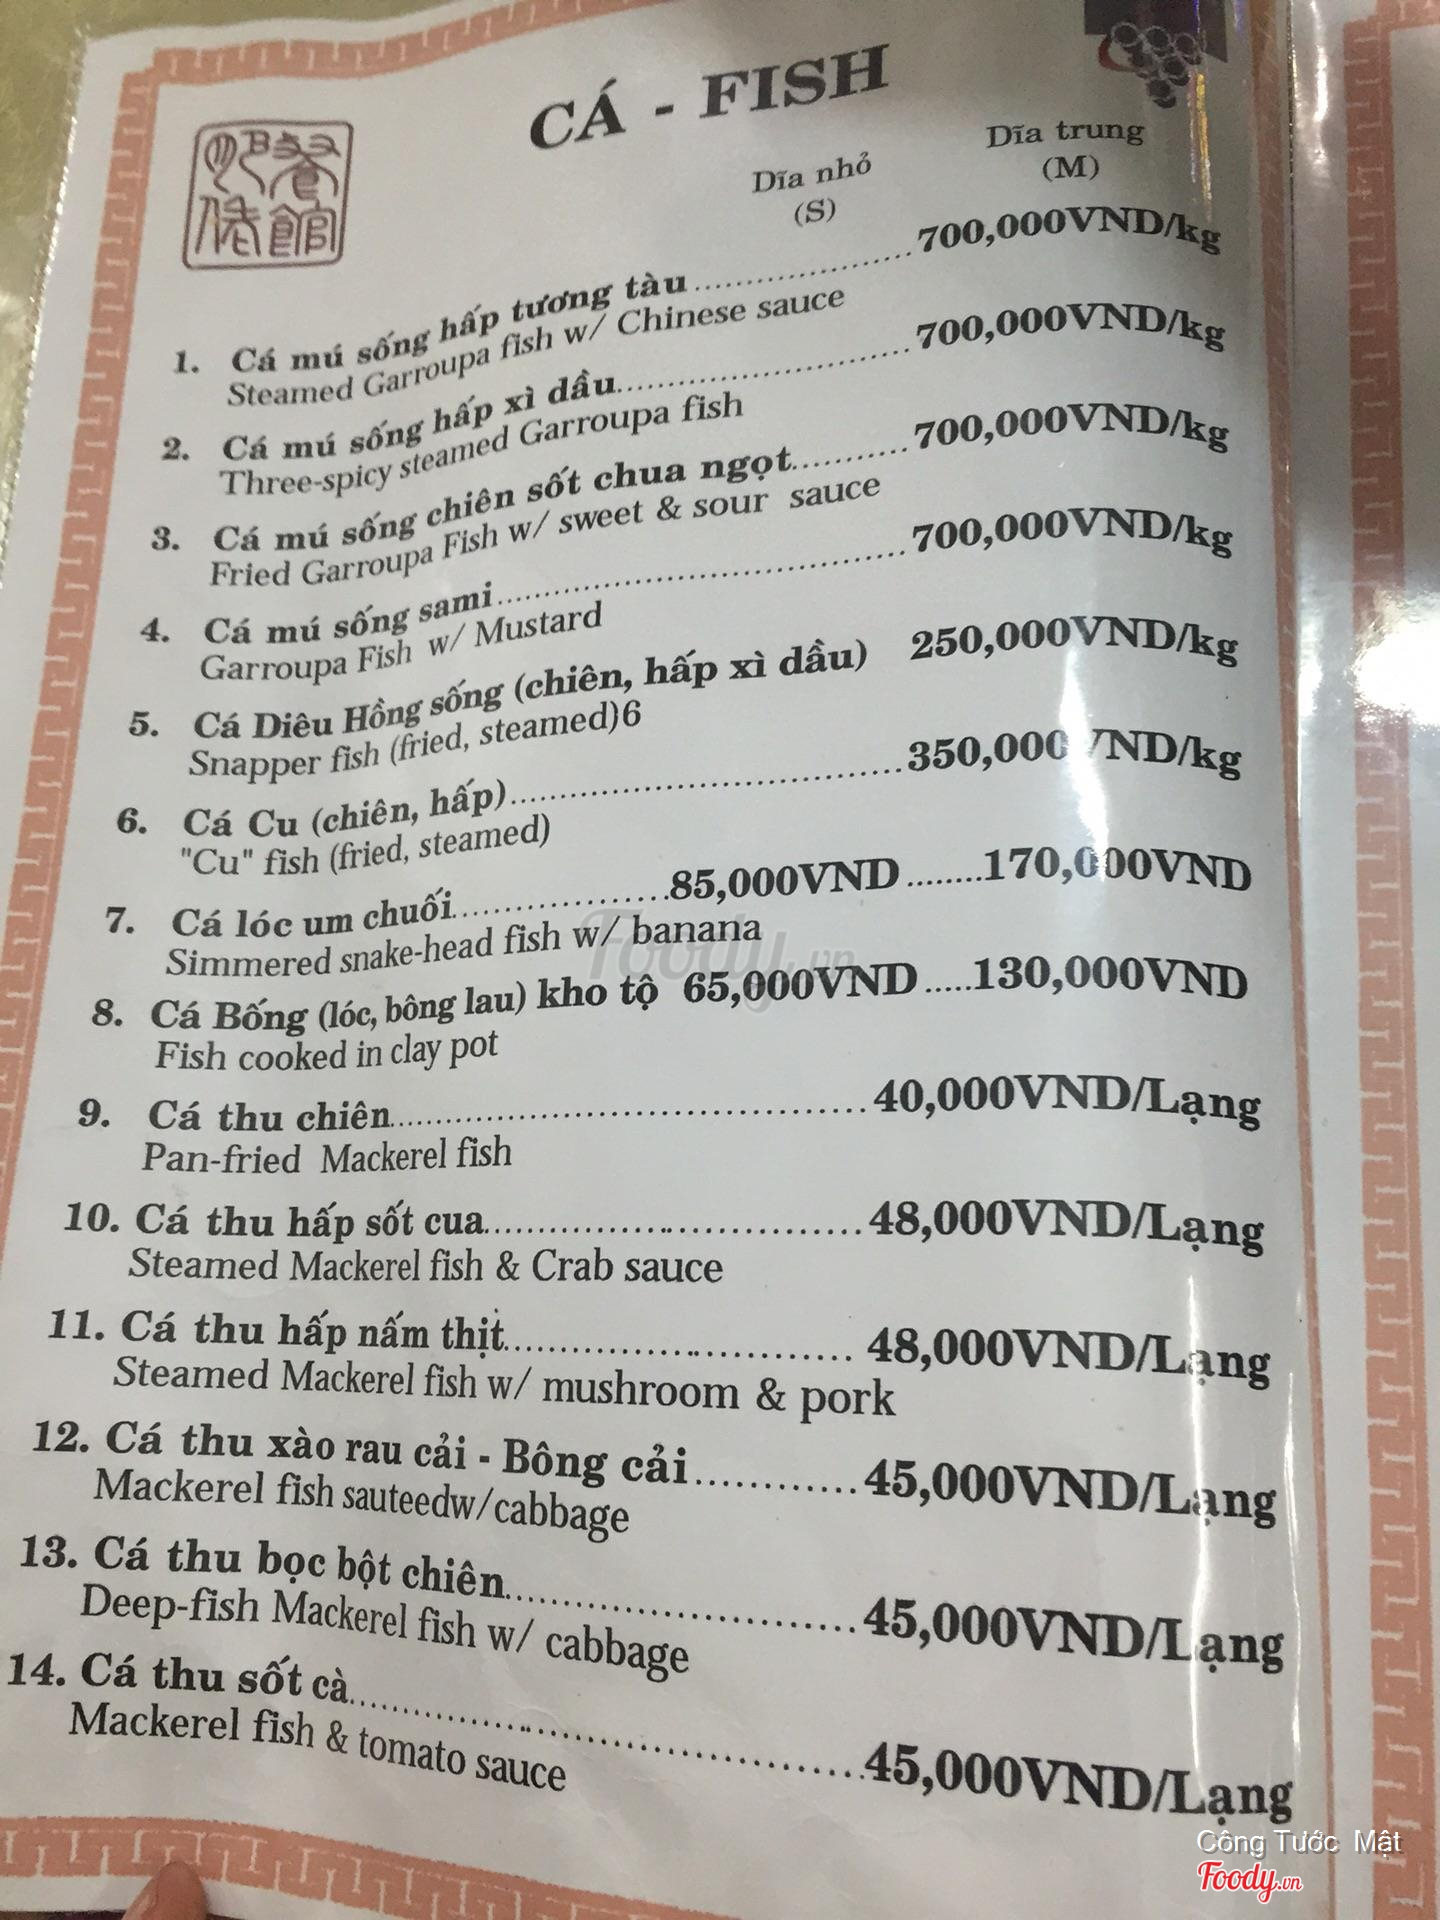 CÁ - FISH
Dĩa nhỏ
(S)
Dĩa trung
(M)
館
1. Cá mú sống hấp tương tàu 700,000VND/kg
Steamed Garroupa fish w/ Chinese sauce
2. Cá mú sống hấp xì dầu 700,000VND/kg
Three-spicy steamed Garroupa fish
3. Cá mú sống chiên sốt chua ngọt 700,000VND/kg
Fried Garroupa Fish w/ sweet & sour sauce
4. Cá mú sống sami 700,000VND/kg
Garroupa Fish w/ Mustard
5. Cá Diêu Hồng sống (chiên, hấp xì dầu) 250,000VND/kg
Snapper fish (fried, steamed)6
6. Cá Cu (chiên, hấp) 350,000VND/kg
"Cu" fish (fried, steamed)
7. Cá lóc um chuối 85,000VND 170,000VND
Simmered snake-head fish w/ banana
8. Cá Bống (lóc, bông lau) kho tộ 65,000VND 130,000VND
Fish cooked in clay pot
9. Cá thu chiên 40,000VND/Lạng
Pan-fried Mackerel fish
10. Cá thu hấp sốt cua 48,000VND/Lạng
Steamed Mackerel fish & Crab sauce
11. Cá thu hấp nấm thịt 48,000VND/Lạng
Steamed Mackerel fish w/ mushroom & pork
12. Cá thu xào rau cải - Bông cải 45,000VND/Lạng
Mackerel fish sauteedw/cabbage
13. Cá thu bọc bột chiên 45,000VND/Lạng
Deep-fish Mackerel fish w/ cabbage
14. Cá thu sốt cà 45,000VND/Lạng
Mackerel fish & tomato sauce
Foody.vn
Công Tước Mật
Foody.vn